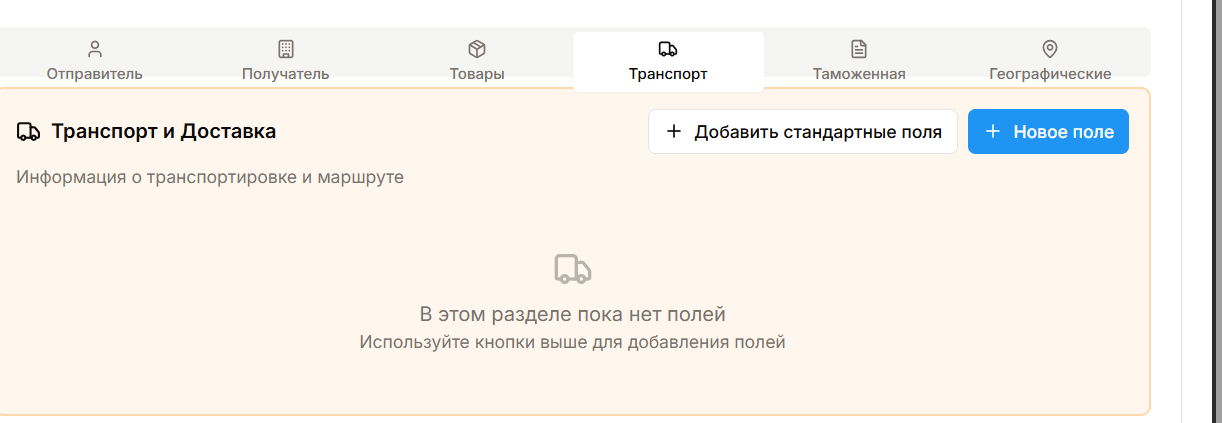 Отправитель
Получатель
Товары
Транспорт
Таможенная
Географические
Транспорт и Доставка
+ Добавить стандартные поля
+ Новое поле
Информация о транспортировке и маршруте
В этом разделе пока нет полей
Используйте кнопки выше для добавления полей